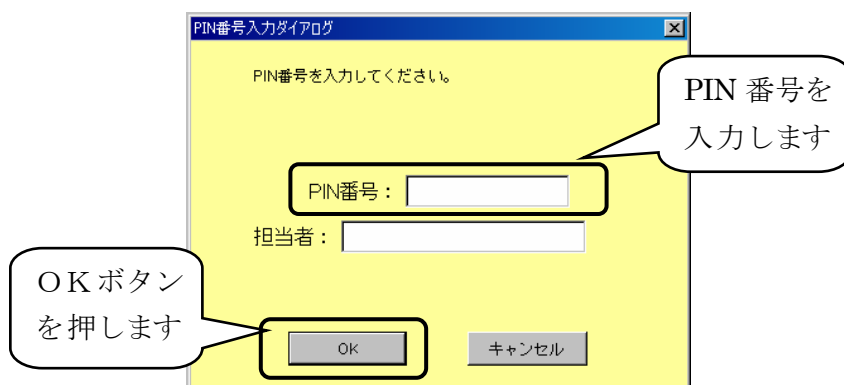 PIN番号入力ダイアログ
PIN番号を入力してください。
PIN 番号を
入力します
PIN番号：
担当者：
ＯＫボタン
を押します
OK
キャンセル